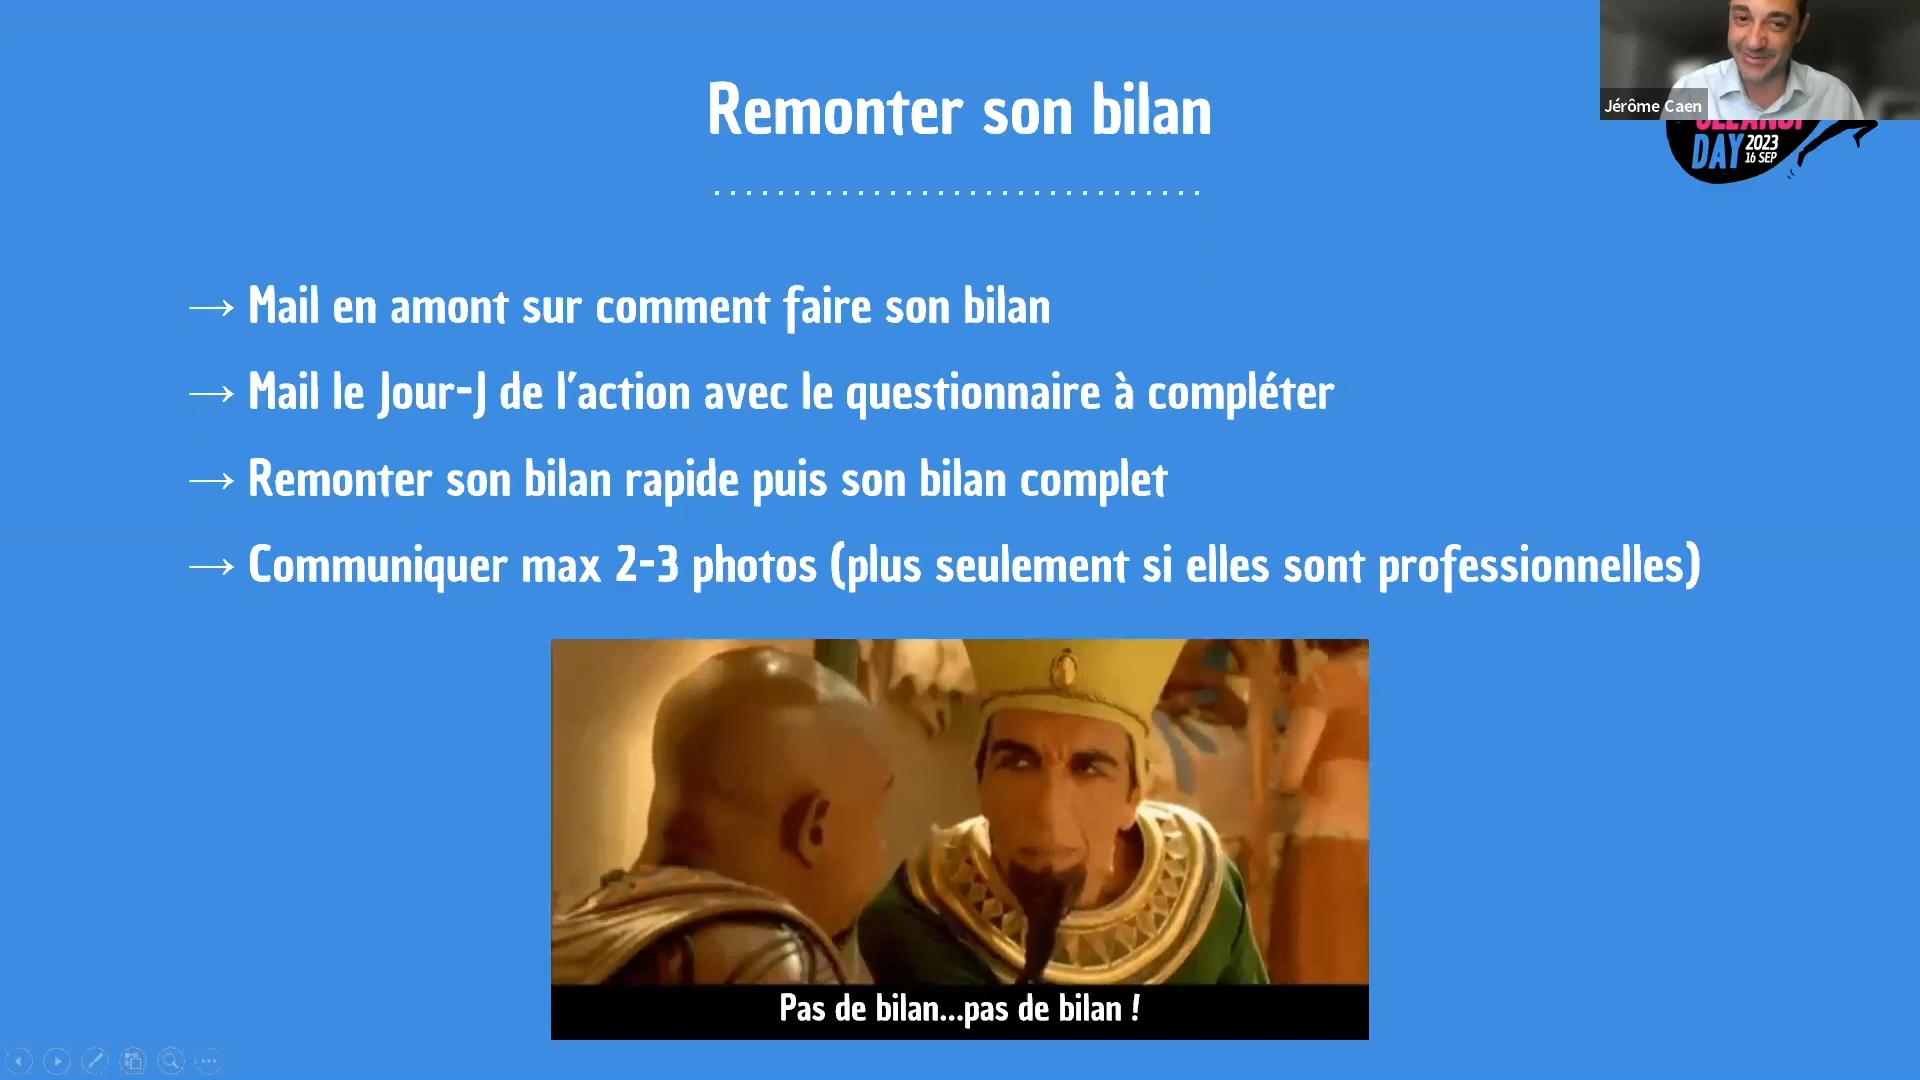 Remonter son bilan
Jérôme Caen
DAY 2023
16 SEP
→ Mail en amont sur comment faire son bilan
→ Mail le Jour-J de l'action avec le questionnaire à compléter
→ Remonter son bilan rapide puis son bilan complet
→ Communiquer max 2-3 photos (plus seulement si elles sont professionnelles)
Pas de bilan...pas de bilan !